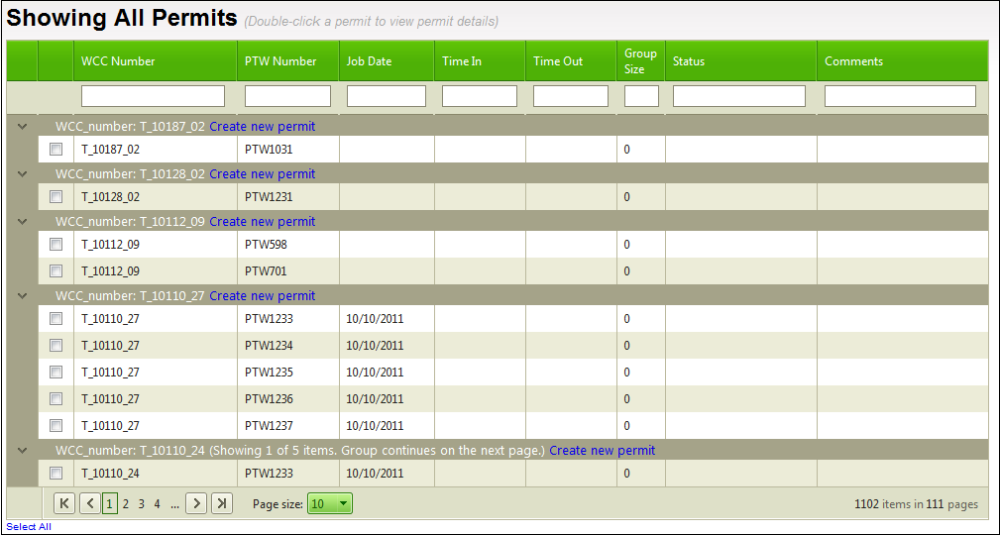 Showing All Permits (Double-click a permit to view permit details)
WCC Number PTW Number Job Date Time In Time Out Group Size Status Comments
WCC_number: T_10187_02 Create new permit
T_10187_02 PTW1031 0
WCC_number: T_10128_02 Create new permit
T_10128_02 PTW1231 0
WCC_number: T_10112_09 Create new permit
T_10112_09 PTW598 0
T_10112_09 PTW701 0
WCC_number: T_10110_27 Create new permit
T_10110_27 PTW1233 10/10/2011 0
T_10110_27 PTW1234 10/10/2011 0
T_10110_27 PTW1235 10/10/2011 0
T_10110_27 PTW1236 10/10/2011 0
T_10110_27 PTW1237 10/10/2011 0
WCC_number: T_10110_24 (Showing 1 of 5 items. Group continues on the next page.) Create new permit
T_10110_24 PTW1233 10/10/2011 0
1 2 3 4 ... Page size: 10 1102 items in 111 pages
Select All